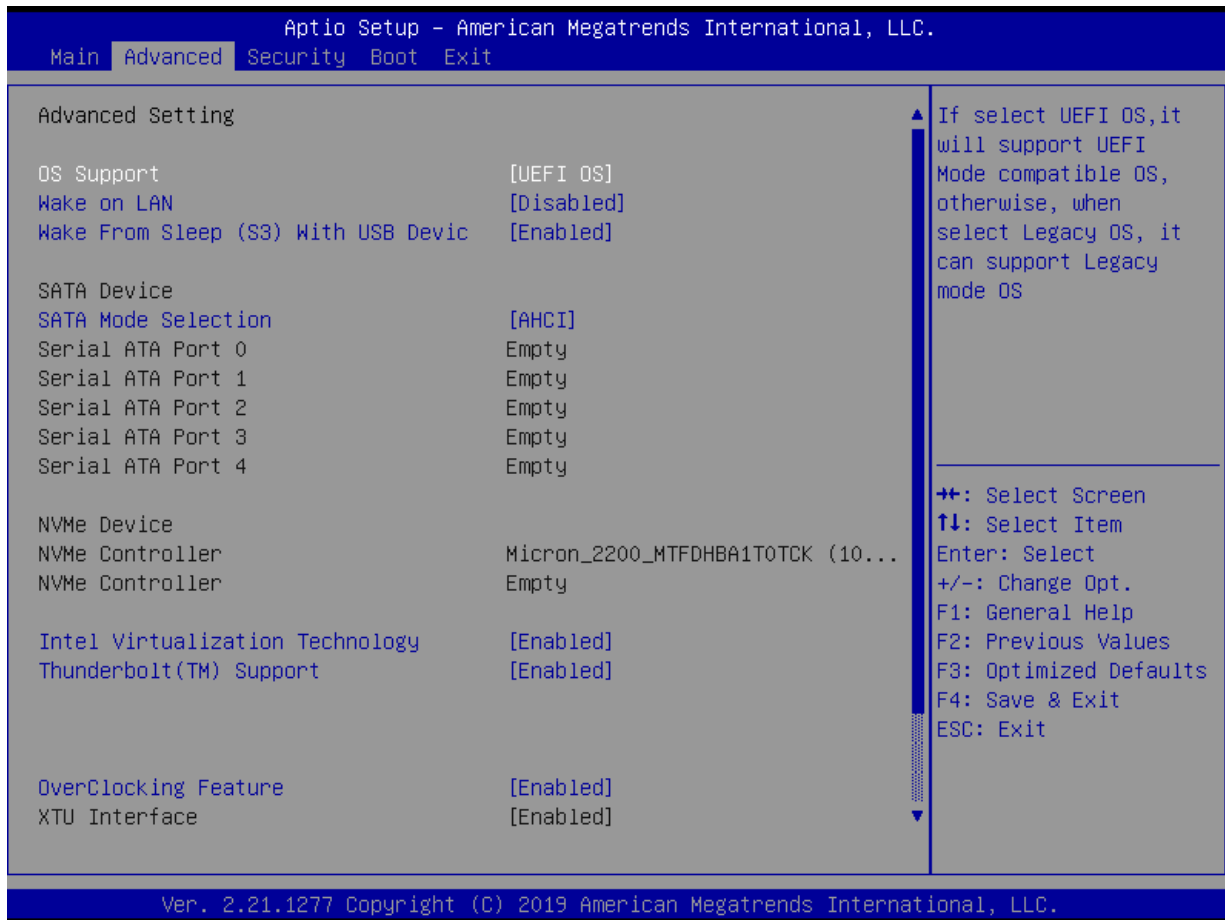 Aptio Setup – American Megatrends International, LLC.
Main Advanced Security Boot Exit
Advanced Setting
OS Support [UEFI OS]
Wake on LAN [Disabled]
Wake From Sleep (S3) With USB Devic [Enabled]
SATA Device
SATA Mode Selection [AHCI]
Serial ATA Port 0 Empty
Serial ATA Port 1 Empty
Serial ATA Port 2 Empty
Serial ATA Port 3 Empty
Serial ATA Port 4 Empty
NVMe Device
NVMe Controller Micron_2200_MTFDHBA1T0TCK (10...
NVMe Controller Empty
Intel Virtualization Technology [Enabled]
Thunderbolt(TM) Support [Enabled]
OverClocking Feature [Enabled]
XTU Interface [Enabled]
If select UEFI OS,it
will support UEFI
Mode compatible OS,
otherwise, when
select Legacy OS, it
can support Legacy
mode OS
→←: Select Screen
↑↓: Select Item
Enter: Select
+/-: Change Opt.
F1: General Help
F2: Previous Values
F3: Optimized Defaults
F4: Save & Exit
ESC: Exit
Ver. 2.21.1277 Copyright (C) 2019 American Megatrends International, LLC.